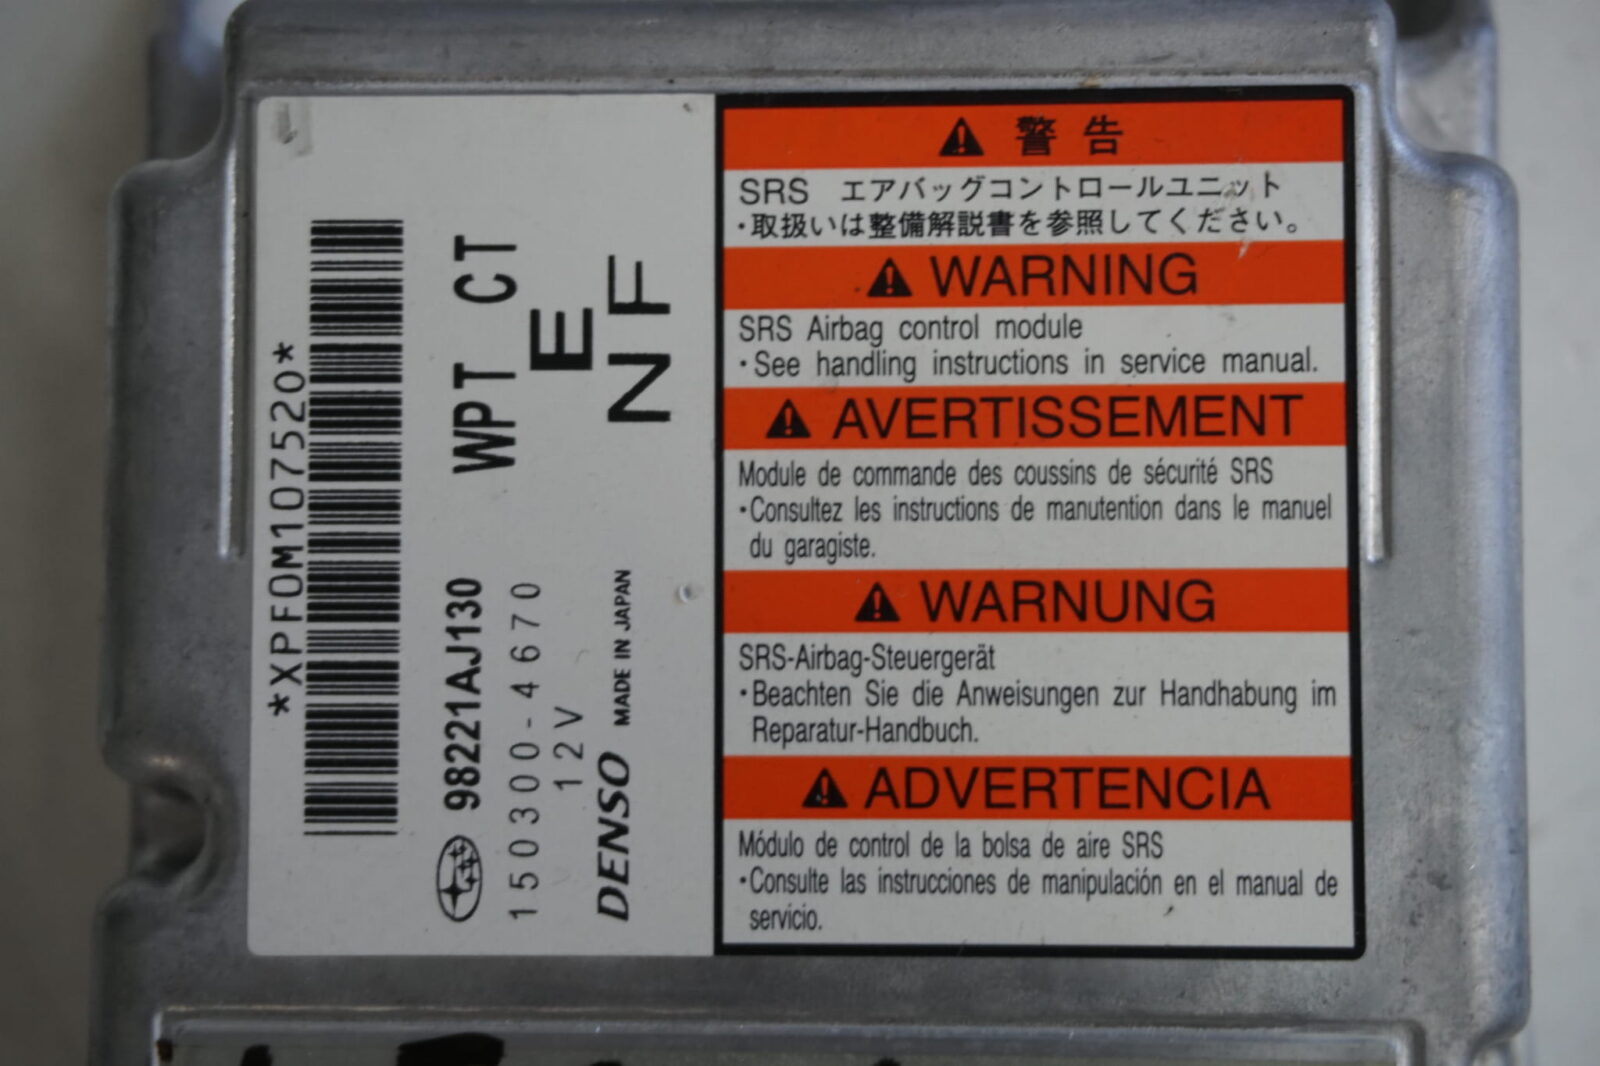 *XPF0M107520*
98221AJ130 WPT CT
150300-4670
E
12V
NF
DENSO MADE IN JAPAN
警告
SRS エアバッグコントロールユニット
・取扱いは整備解説書を参照してください。
WARNING
SRS Airbag control module
・See handling instructions in service manual.
AVERTISSEMENT
Module de commande des coussins de sécurité SRS
・Consultez les instructions de manutention dans le manuel
du garagiste.
WARNUNG
SRS-Airbag-Steuergerät
・Beachten Sie die Anweisungen zur Handhabung im
Reparatur-Handbuch.
ADVERTENCIA
Módulo de control de la bolsa de aire SRS
・Consulte las instrucciones de manipulación en el manual de
servicio.